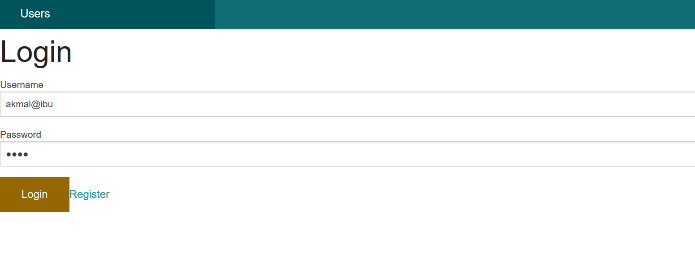 Users
Login
Username
akmal@ibu
Password
••••
Login Register